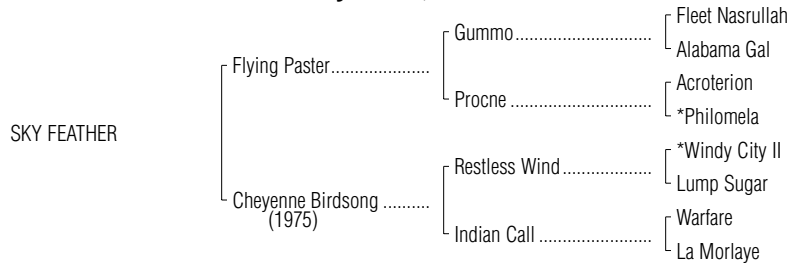 Fleet Nasrullah
Gummo
Alabama Gal
Flying Paster
Acroterion
Procne
*Philomela
SKY FEATHER
*Windy City II
Restless Wind
Lump Sugar
Cheyenne Birdsong
(1975)
Warfare
Indian Call
La Morlaye